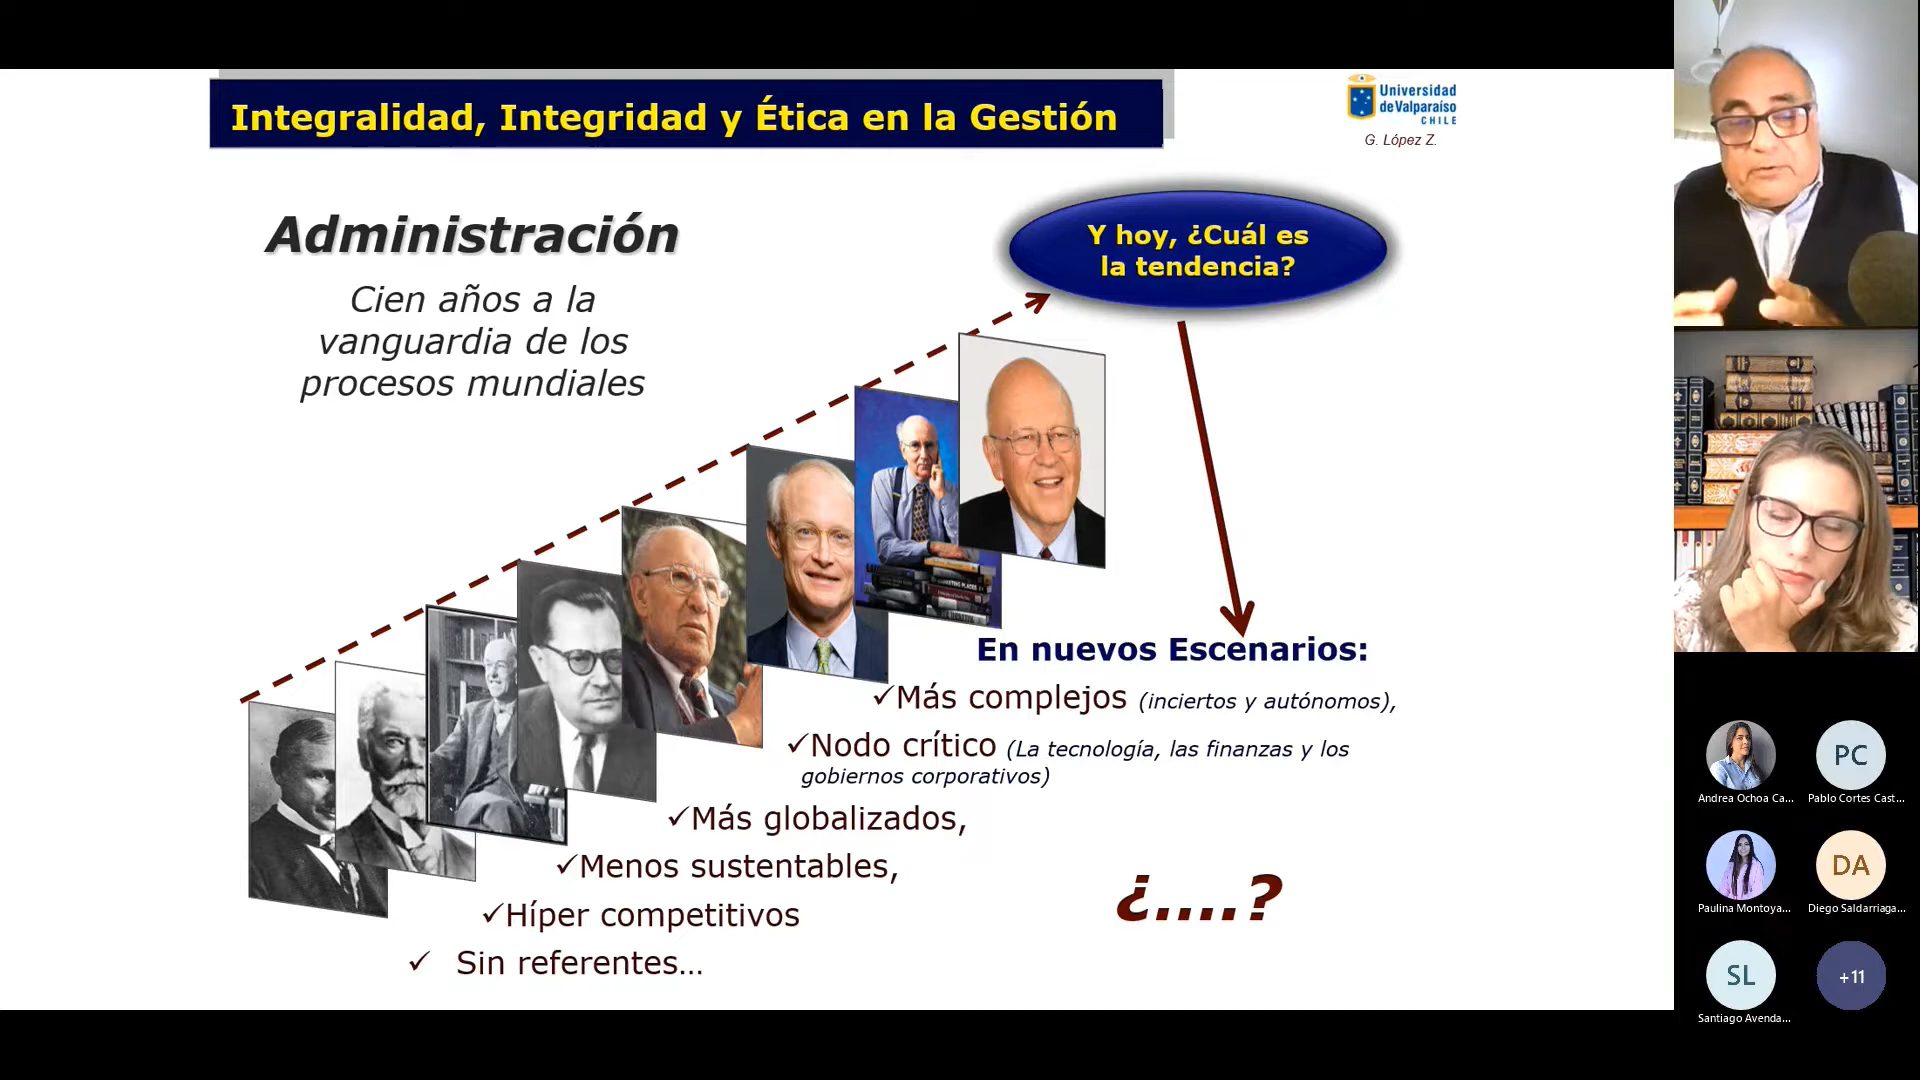 Integralidad, Integridad y Ética en la Gestión
Universidad
de Valparaíso
CHILE
G. López Z.
Administración
Cien años a la
vanguardia de los
procesos mundiales
Y hoy, ¿Cuál es
la tendencia?
En nuevos Escenarios:
✓Más complejos (inciertos y autónomos),
✓Nodo crítico (La tecnología, las finanzas y los
gobiernos corporativos)
✓Más globalizados,
✓Menos sustentables,
✓Híper competitivos
✓ Sin referentes...
¿....?
Andrea Ochoa Ca...
PC
Pablo Cortes Cast...
Paulina Montoya...
DA
Diego Saldarriaga...
SL
Santiago Avenda...
+11